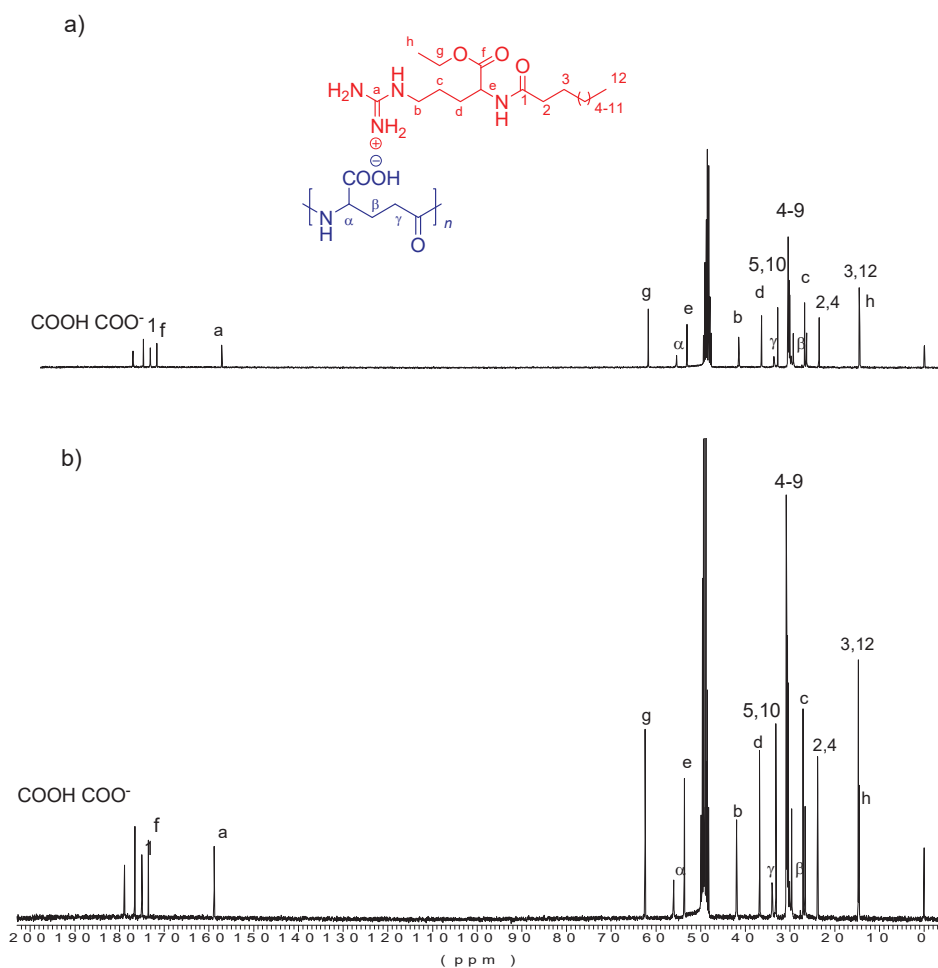 a)
h
g
O
f
O
O
H
N
c
e
1
3
12
H2N
a
b
d
N
H
2
4-11
NH2
⊕
⊖
COOH
β
N
H
α
γ
O
n
4-9
5,10
c
3,12
g
d
2,4
h
e
b
COOH COO-
1
f
a
α
γ
β
b)
4-9
3,12
g
5,10
c
d
2,4
e
h
COOH COO-
f
1
a
b
α
γ
β
200 190 180 170 160 150 140 130 120 110 100 90 80 70 60 50 40 30 20 10 0
(ppm)